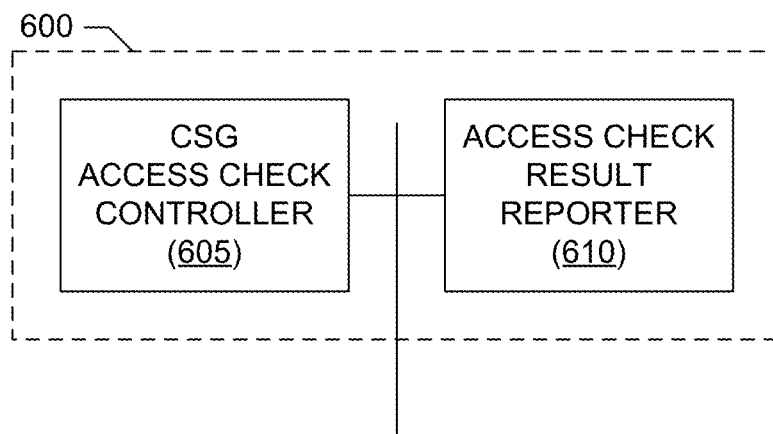 600
CSG
ACCESS CHECK
CONTROLLER
(605)
ACCESS CHECK
RESULT
REPORTER
(610)